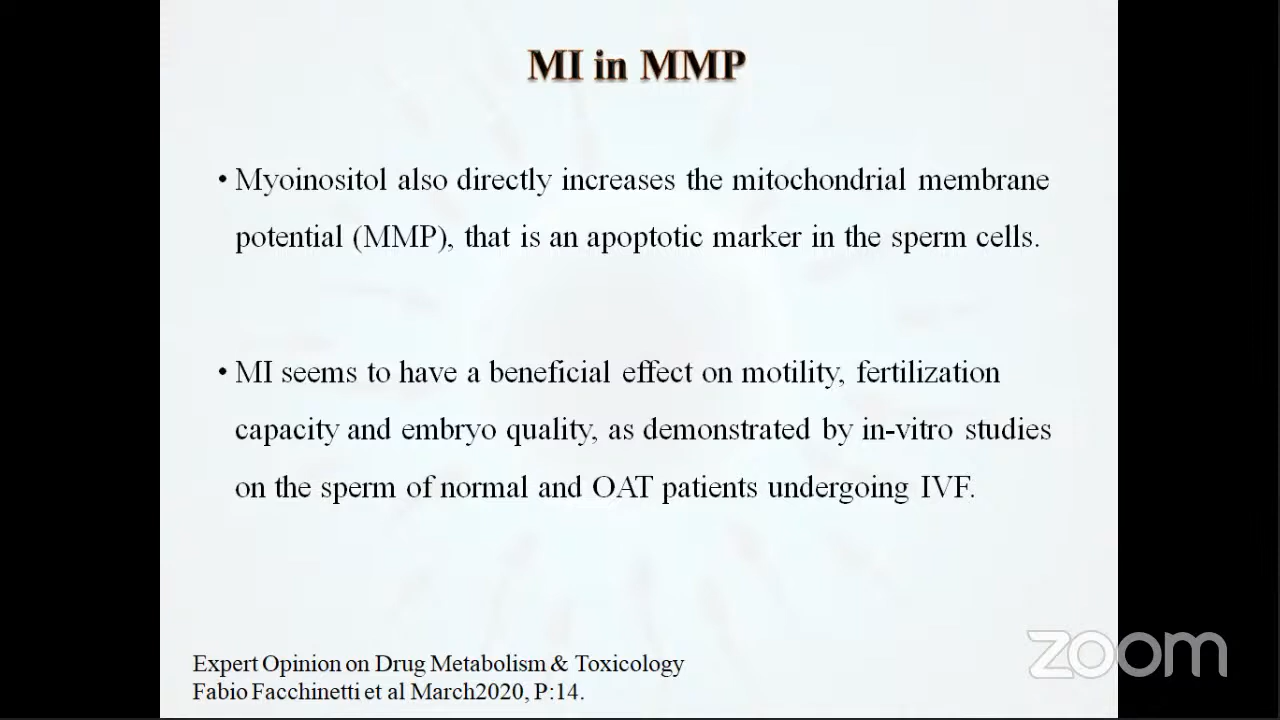 MI in MMP
• Myoinositol also directly increases the mitochondrial membrane
potential (MMP), that is an apoptotic marker in the sperm cells.
• MI seems to have a beneficial effect on motility, fertilization
capacity and embryo quality, as demonstrated by in-vitro studies
on the sperm of normal and OAT patients undergoing IVF.
Expert Opinion on Drug Metabolism & Toxicology
Fabio Facchinetti et al March2020, P:14.
zoom